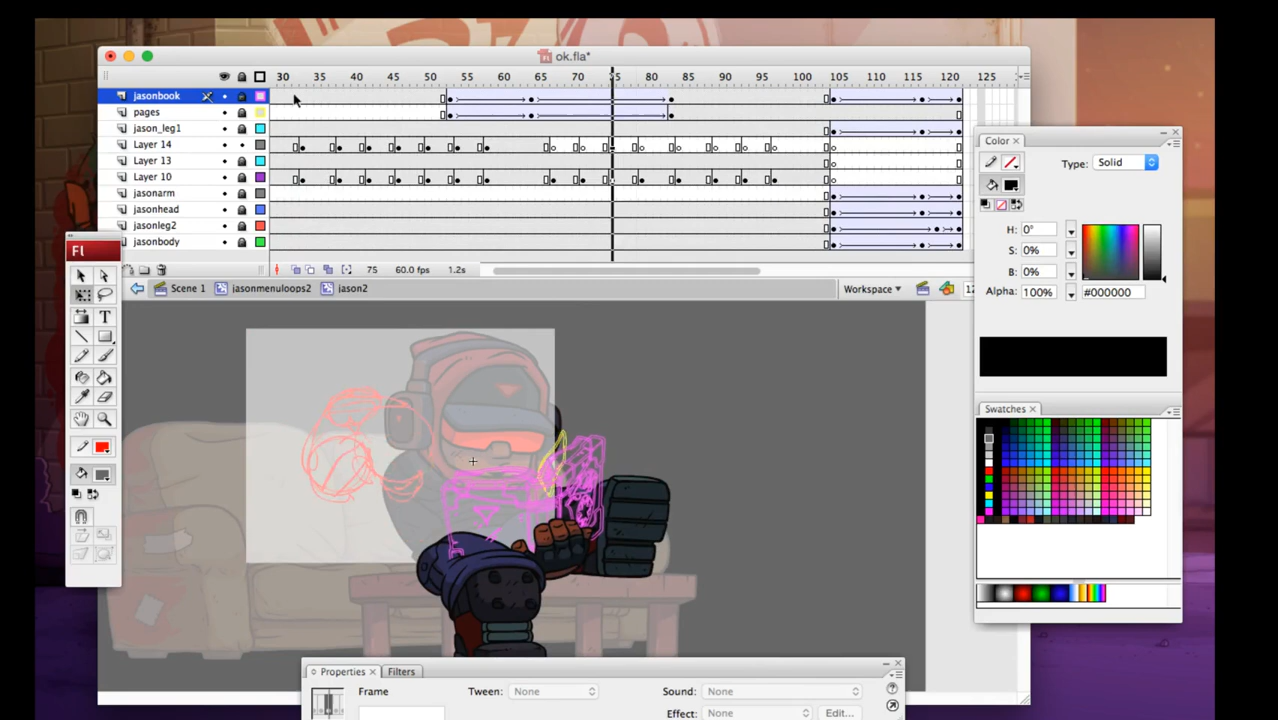 ok.fla*
30 35 40 45 50 55 60 65 70 75 80 85 90 95 100 105 110 115 120 125
jasonbook
pages
jason_leg1
Layer 14
Layer 13
Layer 10
jasonarm
jasonhead
jasonleg2
jasonbody
75 60.0 fps 1.2s
Scene 1 jasonmenuloops2 jason2 Workspace 12
Fl
T
Color
Type: Solid
H: 0°
S: 0%
B: 0%
Alpha: 100% #000000
Swatches
Properties Filters
Frame Tween: None Sound: None
Effect: None Edit...